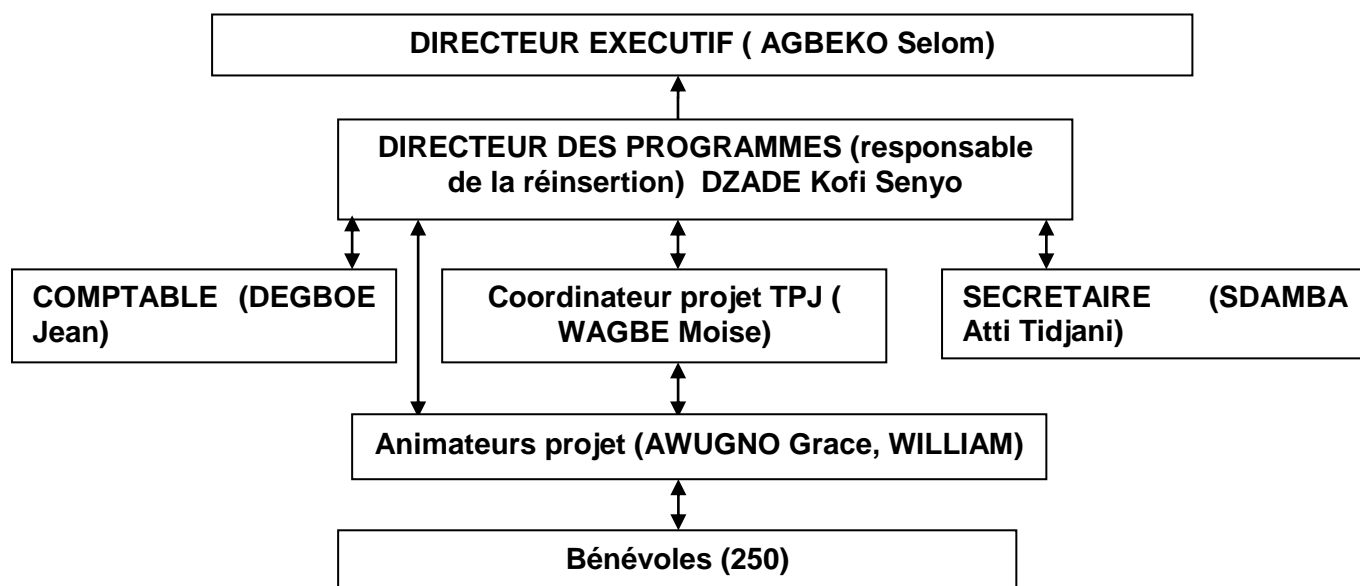 DIRECTEUR EXECUTIF ( AGBEKO Selom)
DIRECTEUR DES PROGRAMMES (responsable
de la réinsertion) DZADE Kofi Senyo
COMPTABLE (DEGBOE
Jean)
Coordinateur projet TPJ (
WAGBE Moise)
SECRETAIRE (SDAMBA
Atti Tidjani)
Animateurs projet (AWUGNO Grace, WILLIAM)
Bénévoles (250)